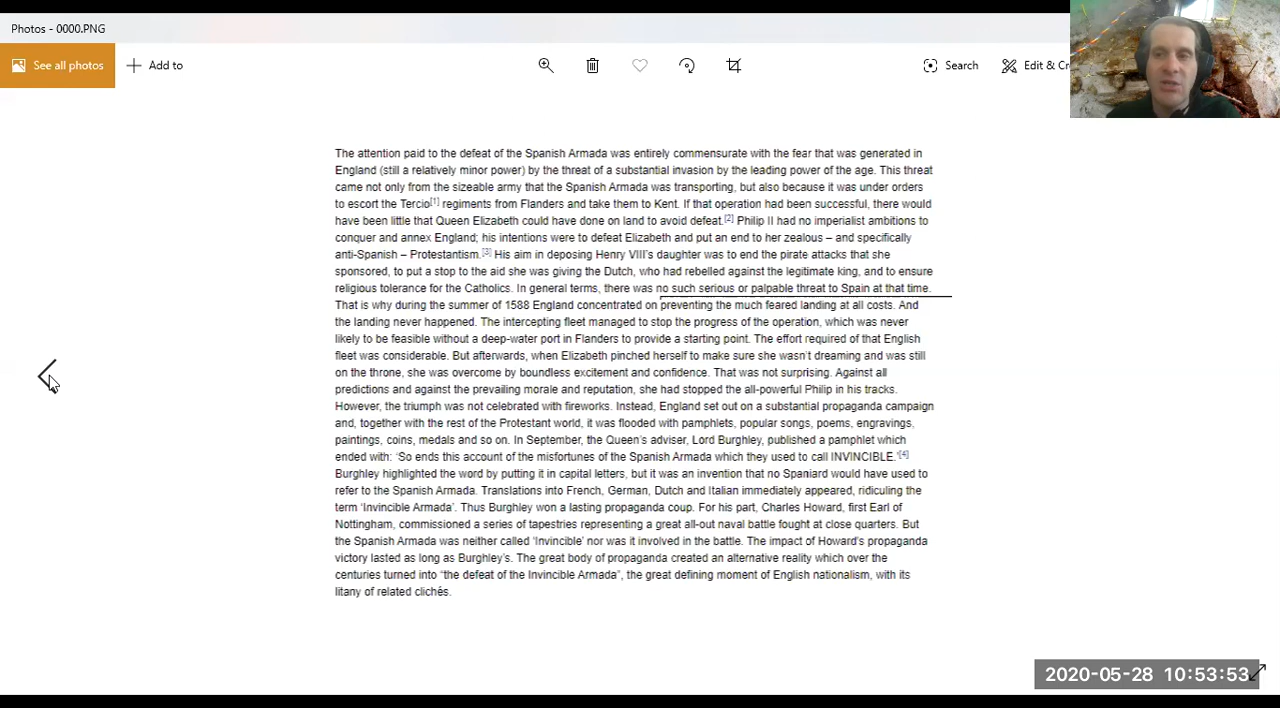 Photos - 0000.PNG
See all photos
Add to
Search
Edit & Cr
The attention paid to the defeat of the Spanish Armada was entirely commensurate with the fear that was generated in
England (still a relatively minor power) by the threat of a substantial invasion by the leading power of the age. This threat
came not only from the sizeable army that the Spanish Armada was transporting, but also because it was under orders
to escort the Tercio[1] regiments from Flanders and take them to Kent. If that operation had been successful, there would
have been little that Queen Elizabeth could have done on land to avoid defeat.[2] Philip II had no imperialist ambitions to
conquer and annex England; his intentions were to defeat Elizabeth and put an end to her zealous – and specifically
anti-Spanish – Protestantism.[3] His aim in deposing Henry VIII's daughter was to end the pirate attacks that she
sponsored, to put a stop to the aid she was giving the Dutch, who had rebelled against the legitimate king, and to ensure
religious tolerance for the Catholics. In general terms, there was no such serious or palpable threat to Spain at that time.
That is why during the summer of 1588 England concentrated on preventing the much feared landing at all costs. And
the landing never happened. The intercepting fleet managed to stop the progress of the operation, which was never
likely to be feasible without a deep-water port in Flanders to provide a starting point. The effort required of that English
fleet was considerable. But afterwards, when Elizabeth pinched herself to make sure she wasn't dreaming and was still
on the throne, she was overcome by boundless excitement and confidence. That was not surprising. Against all
predictions and against the prevailing morale and reputation, she had stopped the all-powerful Philip in his tracks.
However, the triumph was not celebrated with fireworks. Instead, England set out on a substantial propaganda campaign
and, together with the rest of the Protestant world, it was flooded with pamphlets, popular songs, poems, engravings,
paintings, coins, medals and so on. In September, the Queen's adviser, Lord Burghley, published a pamphlet which
ended with: 'So ends this account of the misfortunes of the Spanish Armada which they used to call INVINCIBLE.'[4]
Burghley highlighted the word by putting it in capital letters, but it was an invention that no Spaniard would have used to
refer to the Spanish Armada. Translations into French, German, Dutch and Italian immediately appeared, ridiculing the
term 'Invincible Armada'. Thus Burghley won a lasting propaganda coup. For his part, Charles Howard, first Earl of
Nottingham, commissioned a series of tapestries representing a great all-out naval battle fought at close quarters. But
the Spanish Armada was neither called 'Invincible' nor was it involved in the battle. The impact of Howard's propaganda
victory lasted as long as Burghley's. The great body of propaganda created an alternative reality which over the
centuries turned into "the defeat of the Invincible Armada", the great defining moment of English nationalism, with its
litany of related clichés.
2020-05-28 10:53:53